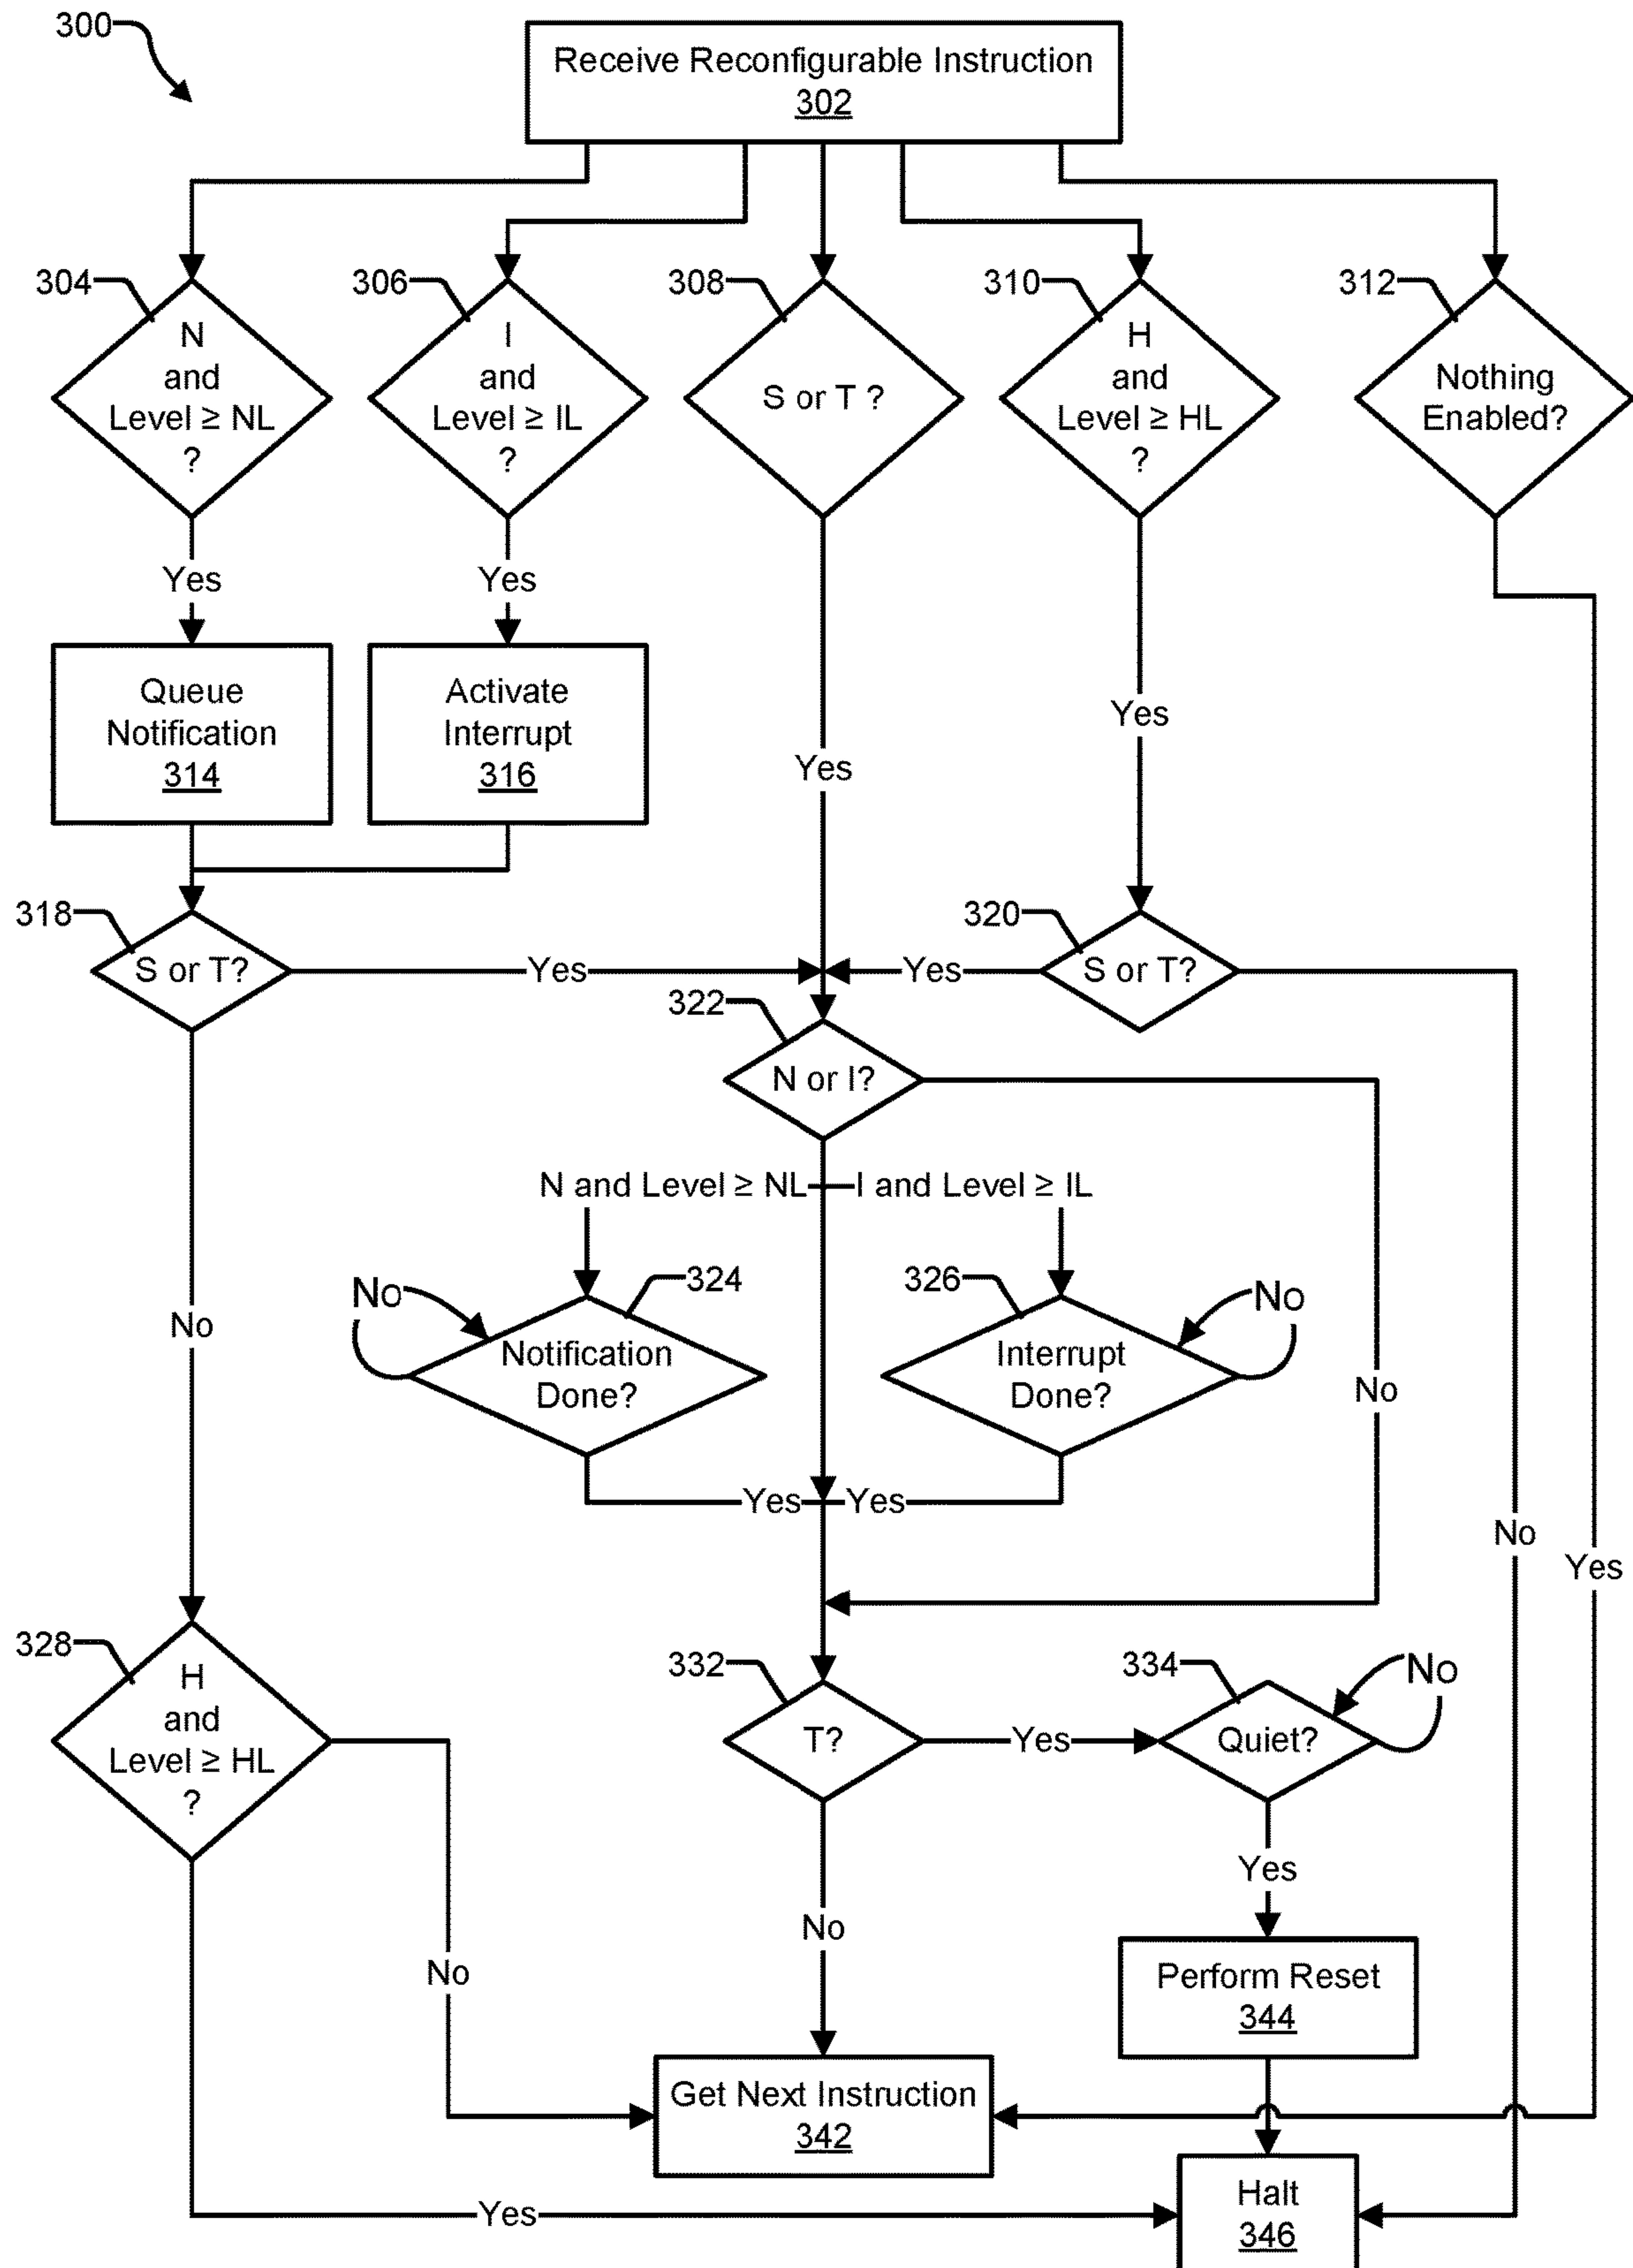 300
Receive Reconfigurable Instruction
302
304
306
308
310
312
N
and
Level ≥ NL
?
I
and
Level ≥ IL
?
S or T ?
H
and
Level ≥ HL
?
Nothing
Enabled?
Yes
Yes
Yes
Yes
Queue
Notification
314
Activate
Interrupt
316
318
S or T?
Yes
320
S or T?
Yes
322
N or I?
N and Level ≥ NL
I and Level ≥ IL
No
324
Notification
Done?
326
Interrupt
Done?
No
No
No
Yes
Yes
No
Yes
328
H
and
Level ≥ HL
?
332
T?
Yes
334
Quiet?
No
Yes
No
No
Perform Reset
344
Get Next Instruction
342
Yes
Halt
346